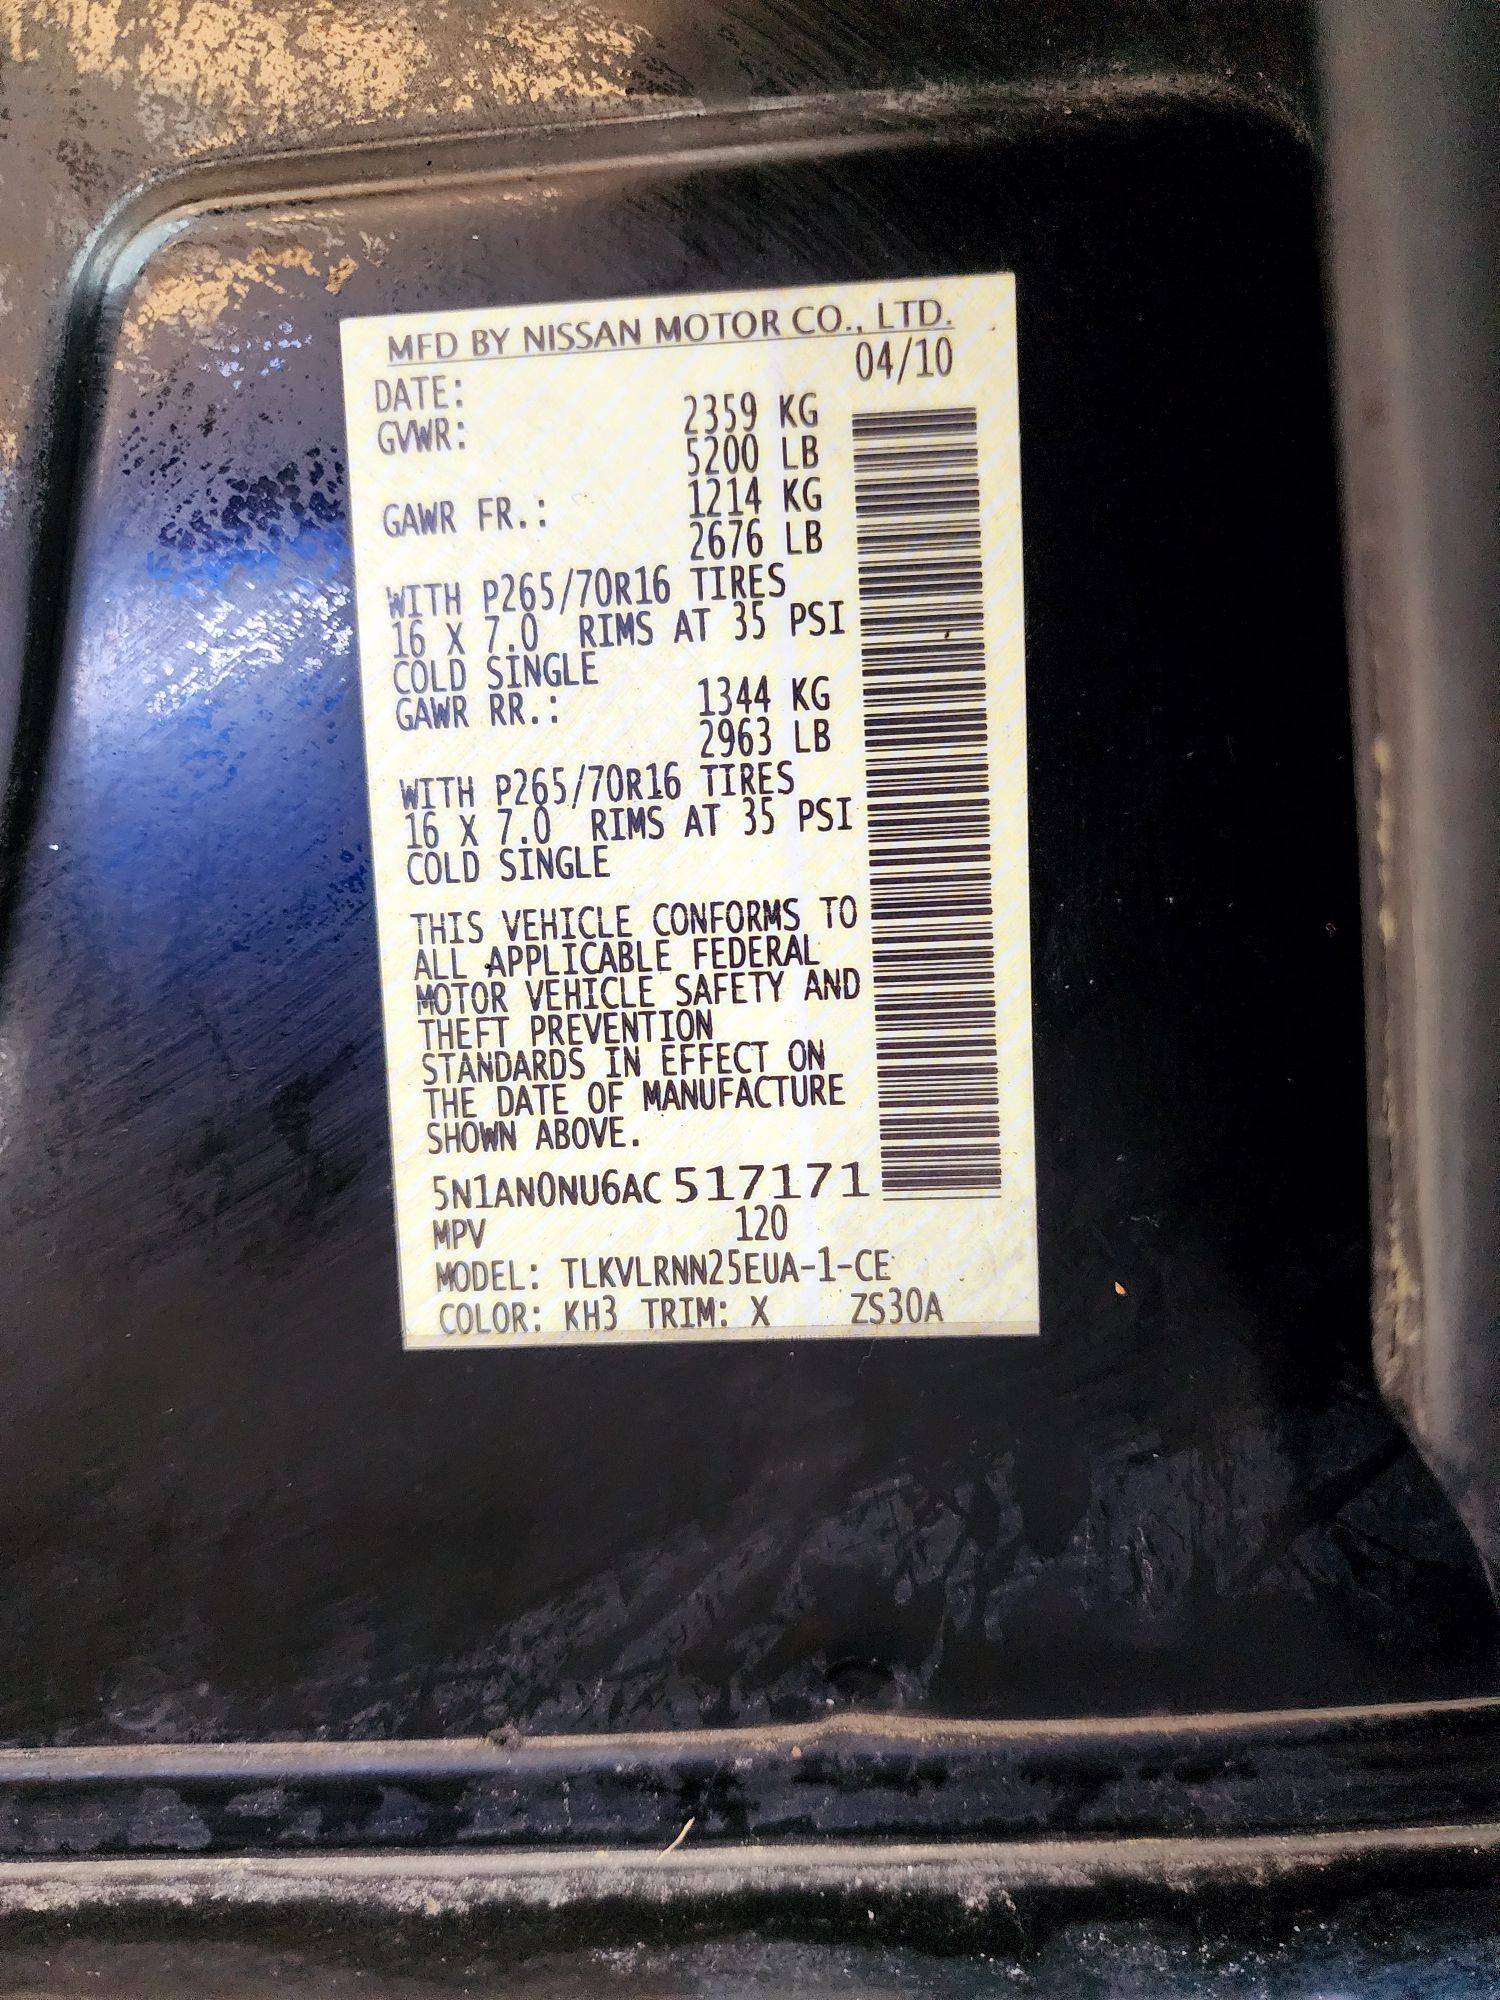 MFD BY NISSAN MOTOR CO., LTD.
DATE: 04/10
GVWR: 2359 KG
5200 LB
GAWR FR.: 1214 KG
2676 LB
WITH P265/70R16 TIRES
16 X 7.0 RIMS AT 35 PSI
COLD SINGLE
GAWR RR.: 1344 KG
2963 LB
WITH P265/70R16 TIRES
16 X 7.0 RIMS AT 35 PSI
COLD SINGLE
THIS VEHICLE CONFORMS TO
ALL APPLICABLE FEDERAL
MOTOR VEHICLE SAFETY AND
THEFT PREVENTION
STANDARDS IN EFFECT ON
THE DATE OF MANUFACTURE
SHOWN ABOVE.
5N1AN0NU6AC 517171
MPV 120
MODEL: TLKVLRNN25EUA-1-CE
COLOR: KH3 TRIM: X ZS30A